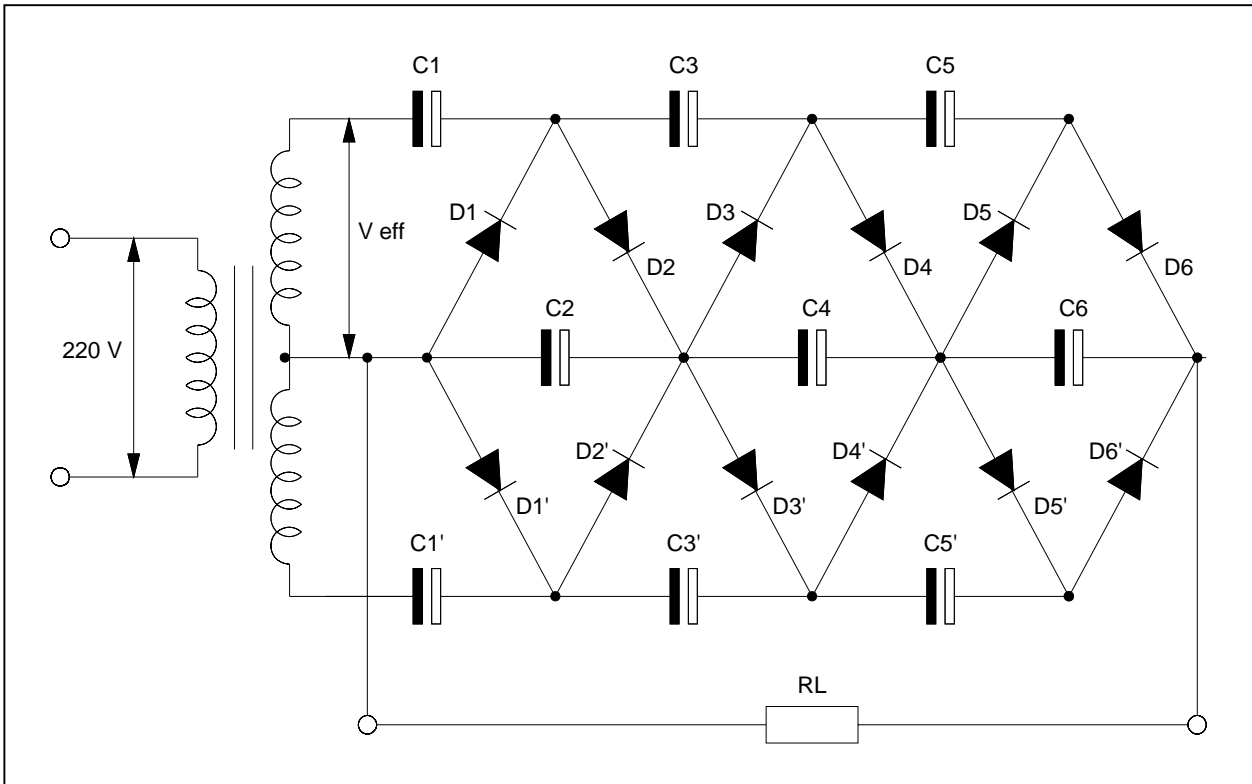 C1 C3 C5
D1 D3 D5
V eff
D2 D4 D6
C2 C4 C6
220 V
D2' D4' D6'
D1' D3' D5'
C1' C3' C5'
RL